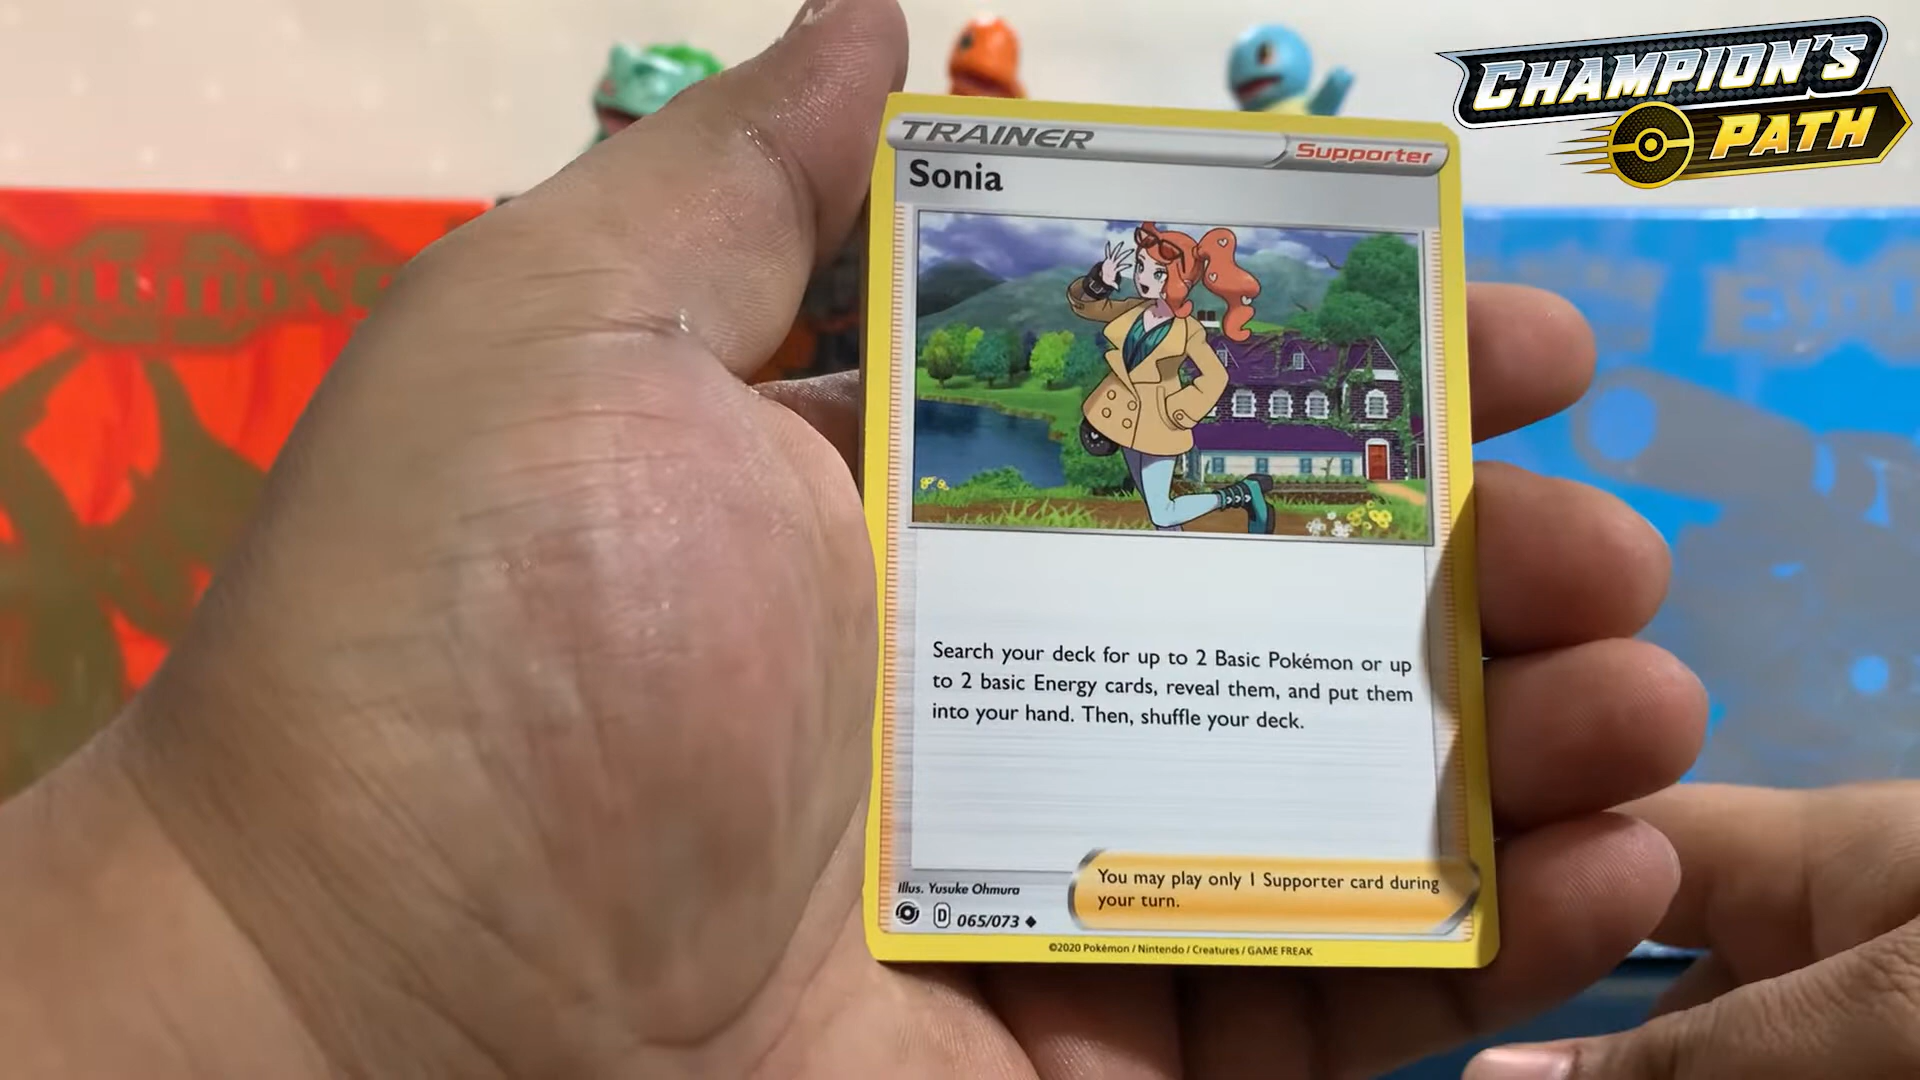 CHAMPION'S
PATH
TRAINER
Supporter
Sonia
Search your deck for up to 2 Basic Pokémon or up
to 2 basic Energy cards, reveal them, and put them
into your hand. Then, shuffle your deck.
You may play only 1 Supporter card during
your turn.
Illus. Yusuke Ohmura
D 065/073
©2020 Pokémon / Nintendo / Creatures / GAME FREAK